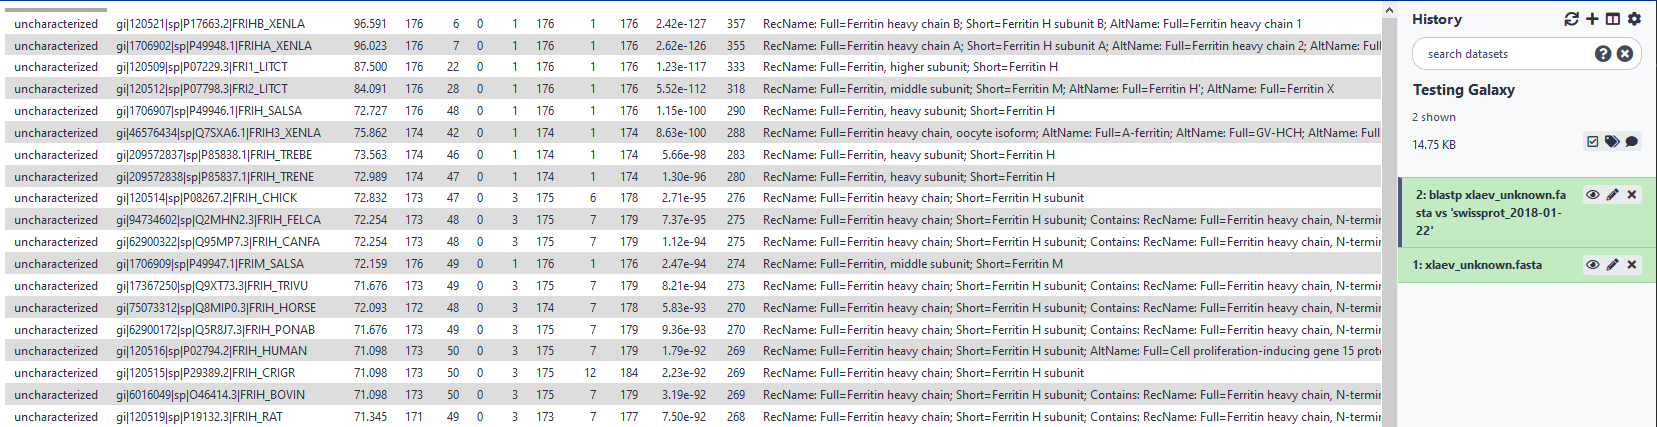 uncharacterized gi|120521|sp|P17663.2|FRIHB_XENLA 96.591 176 6 0 1 176 1 176 2.42e-127 357 RecName: Full=Ferritin heavy chain B; Short=Ferritin H subunit B; AltName: Full=Ferritin heavy chain 1
uncharacterized gi|1706902|sp|P49948.1|FRIHA_XENLA 96.023 176 7 0 1 176 1 176 2.62e-126 355 RecName: Full=Ferritin heavy chain A; Short=Ferritin H subunit A; AltName: Full=Ferritin heavy chain 2; AltName: Full
uncharacterized gi|120509|sp|P07229.3|FRI1_LITCT 87.500 176 22 0 1 176 1 176 1.23e-117 333 RecName: Full=Ferritin, higher subunit; Short=Ferritin H
uncharacterized gi|120512|sp|P07798.3|FRI2_LITCT 84.091 176 28 0 1 176 1 176 5.52e-112 318 RecName: Full=Ferritin, middle subunit; Short=Ferritin M; AltName: Full=Ferritin H'; AltName: Full=Ferritin X
uncharacterized gi|1706907|sp|P49946.1|FRIH_SALSA 72.727 176 48 0 1 176 1 176 1.15e-100 290 RecName: Full=Ferritin, heavy subunit; Short=Ferritin H
uncharacterized gi|46576434|sp|Q7SXA6.1|FRIH3_XENLA 75.862 174 42 0 1 174 1 174 8.63e-100 288 RecName: Full=Ferritin heavy chain, oocyte isoform; AltName: Full=A-ferritin; AltName: Full=GV-HCH; AltName: Full
uncharacterized gi|209572837|sp|P85838.1|FRIH_TREBE 73.563 174 46 0 1 174 1 174 5.66e-98 283 RecName: Full=Ferritin, heavy subunit; Short=Ferritin H
uncharacterized gi|209572838|sp|P85837.1|FRIH_TRENE 72.989 174 47 0 1 174 1 174 1.30e-96 280 RecName: Full=Ferritin, heavy subunit; Short=Ferritin H
uncharacterized gi|120514|sp|P08267.2|FRIH_CHICK 72.832 173 47 0 3 175 6 178 2.71e-95 276 RecName: Full=Ferritin heavy chain; Short=Ferritin H subunit
uncharacterized gi|94734602|sp|Q2MHN2.3|FRIH_FELCA 72.254 173 48 0 3 175 7 179 7.37e-95 275 RecName: Full=Ferritin heavy chain; Short=Ferritin H subunit; Contains: RecName: Full=Ferritin heavy chain, N-termin
uncharacterized gi|62900322|sp|Q95MP7.3|FRIH_CANFA 72.254 173 48 0 3 175 7 179 1.12e-94 275 RecName: Full=Ferritin heavy chain; Short=Ferritin H subunit; Contains: RecName: Full=Ferritin heavy chain, N-termin
uncharacterized gi|1706909|sp|P49947.1|FRIM_SALSA 72.159 176 49 0 1 176 1 176 2.47e-94 274 RecName: Full=Ferritin, middle subunit; Short=Ferritin M
uncharacterized gi|17367250|sp|Q9XT73.3|FRIH_TRIVU 71.676 173 49 0 3 175 7 179 8.21e-94 273 RecName: Full=Ferritin heavy chain; Short=Ferritin H subunit; Contains: RecName: Full=Ferritin heavy chain, N-termin
uncharacterized gi|75073312|sp|Q8MIP0.3|FRIH_HORSE 72.093 172 48 0 3 174 7 178 5.83e-93 270 RecName: Full=Ferritin heavy chain; Short=Ferritin H subunit; Contains: RecName: Full=Ferritin heavy chain, N-termin
uncharacterized gi|62900172|sp|Q5R8J7.3|FRIH_PONAB 71.676 173 49 0 3 175 7 179 9.36e-93 270 RecName: Full=Ferritin heavy chain; Short=Ferritin H subunit; Contains: RecName: Full=Ferritin heavy chain, N-termin
uncharacterized gi|120516|sp|P02794.2|FRIH_HUMAN 71.098 173 50 0 3 175 7 179 1.79e-92 269 RecName: Full=Ferritin heavy chain; Short=Ferritin H subunit; AltName: Full=Cell proliferation-inducing gene 15 prote
uncharacterized gi|120515|sp|P29389.2|FRIH_CRIGR 71.098 173 50 0 3 175 12 184 2.23e-92 269 RecName: Full=Ferritin heavy chain; Short=Ferritin H subunit
uncharacterized gi|6016049|sp|O46414.3|FRIH_BOVIN 71.098 173 50 0 3 175 7 179 3.19e-92 269 RecName: Full=Ferritin heavy chain; Short=Ferritin H subunit; Contains: RecName: Full=Ferritin heavy chain, N-termin
uncharacterized gi|120519|sp|P19132.3|FRIH_RAT 71.345 171 49 0 3 173 7 177 7.50e-92 268 RecName: Full=Ferritin heavy chain; Short=Ferritin H subunit; Contains: RecName: Full=Ferritin heavy chain, N-termin
History
search datasets
Testing Galaxy
2 shown
14.75 KB
2: blastp xlaev_unknown.fa
sta vs 'swissprot_2018-01-
22'
1: xlaev_unknown.fasta